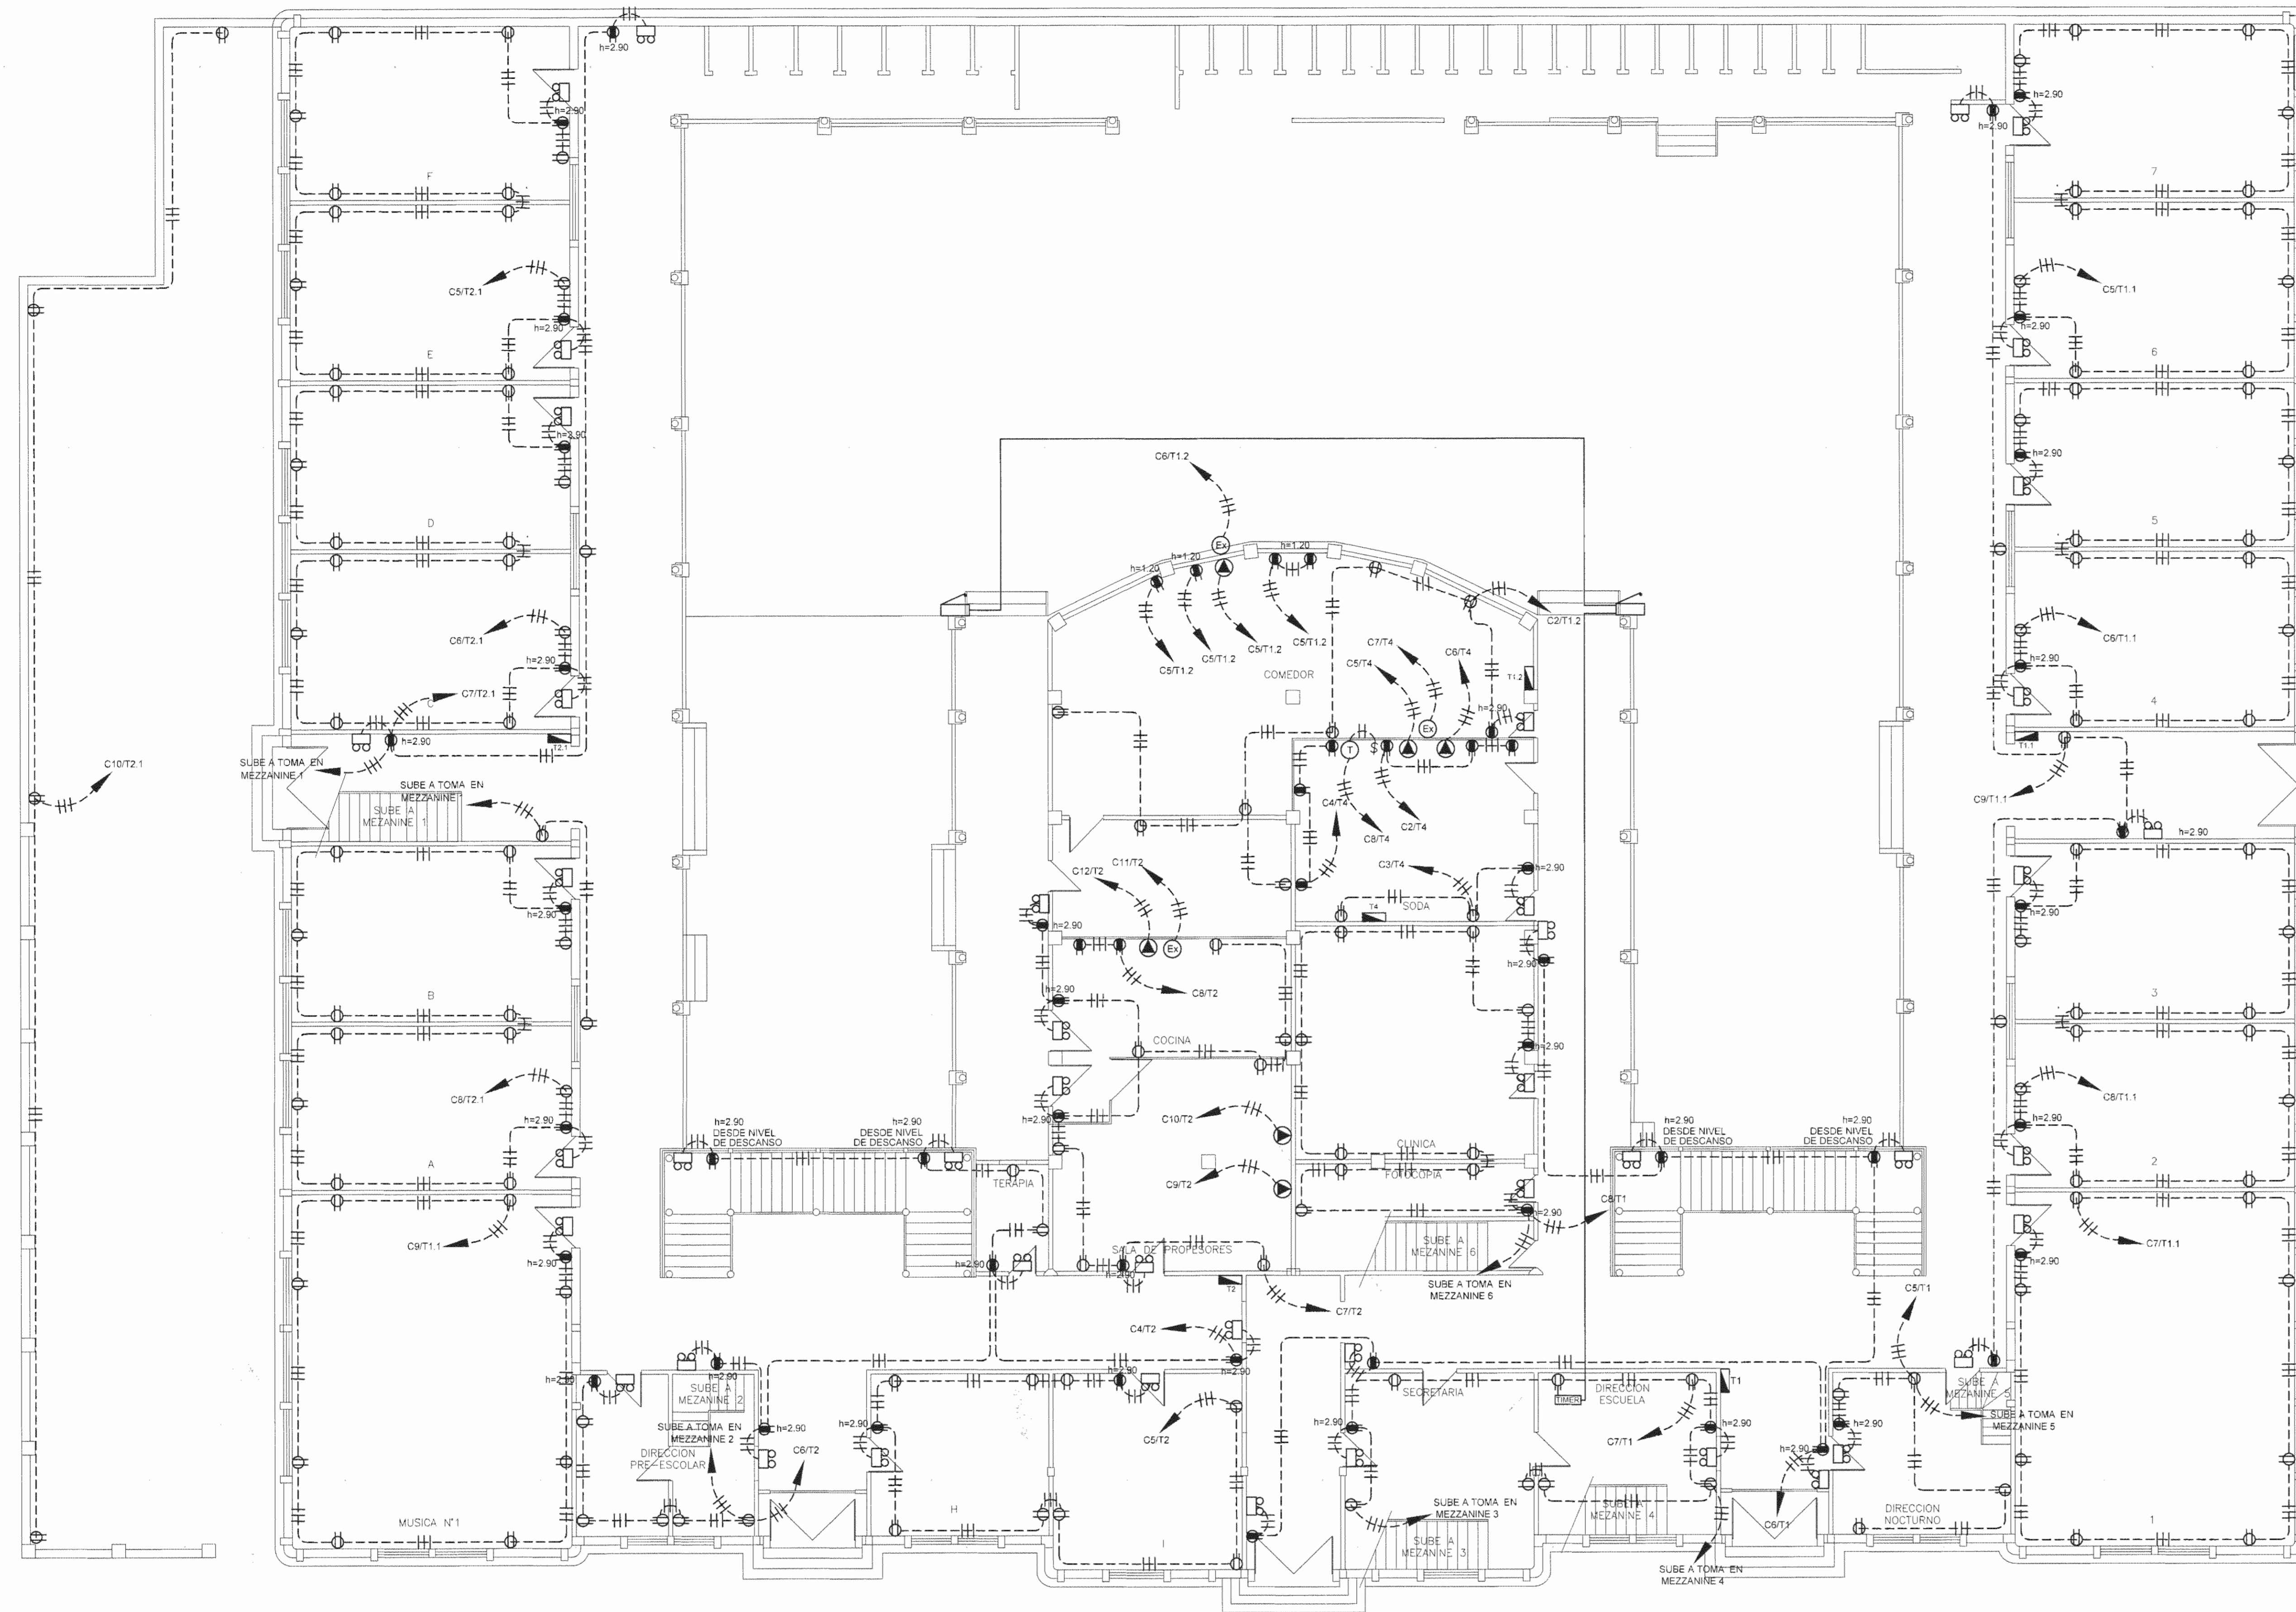 h=2.90
h=2.90
h=2.90
h=2.90
F
7
C5/T2.1
C5/T1.1
h=2.90
h=2.90
E
6
h=2.90
h=2.90
C6/T1.2
D
5
h=1.20
h=1.20
h=1.20
C2/T1.2
C6/T2.1
C6/T1.1
C5/T1.2
C5/T1.2
C5/T1.2
C5/T1.2
C7/T4
C5/T4
C6/T4
h=2.90
h=2.90
COMEDOR
T1.2
C7/T2.1
C
4
h=2.90
h=2.90
T2.1
Ex
Ex
T
$
T1.1
C10/T2.1
SUBE A TOMA EN
MEZZANINE 1
SUBE A TOMA EN
MEZZANINE 1
SUBE A
MEZANINE 1
C9/T1.1
C4/T4
C2/T4
C8/T4
h=2.90
C12/T2
C11/T2
C3/T4
h=2.90
SODA
T4
h=2.90
h=2.90
h=2.90
Ex
h=2.90
B
3
h=2.90
C8/T2
COCINA
h=2.90
C8/T2.1
C8/T1.1
h=2.90
h=2.90
h=2.90
C10/T2
h=2.90
DESDE NIVEL
DE DESCANSO
h=2.90
DESDE NIVEL
DE DESCANSO
h=2.90
DESDE NIVEL
DE DESCANSO
h=2.90
DESDE NIVEL
DE DESCANSO
CLINICA
FOTOCOPIA
A
2
TERAPIA
C9/T2
C8/T1
h=2.90
C9/T1.1
C7/T1.1
SALA DE PROFESORES
SUBE A
MEZANINE 6
h=2.90
h=2.90
h=2.90
h=2.90
T2
SUBE A TOMA EN
MEZZANINE 6
C7/T2
C5/T1
C4/T2
h=2.90
h=2.90
h=2.90
h=2.90
SUBE A
MEZANINE 2
SECRETARIA
DIRECCION
ESCUELA
TIMER
T1
SUBE A
MEZANINE 5
SUBE A TOMA EN
MEZZANINE 2
h=2.90
h=2.90
h=2.90
h=2.90
h=2.90
SUBE A TOMA EN
MEZZANINE 5
C5/T2
C7/T1
h=2.90
DIRECCION
PRE-ESCOLAR
C6/T2
H
SUBE A TOMA EN
MEZZANINE 3
SUBE A
MEZANINE 4
DIRECCION
NOCTURNO
MUSICA N°1
C6/T1
1
I
SUBE A
MEZANINE 3
SUBE A TOMA EN
MEZZANINE 4